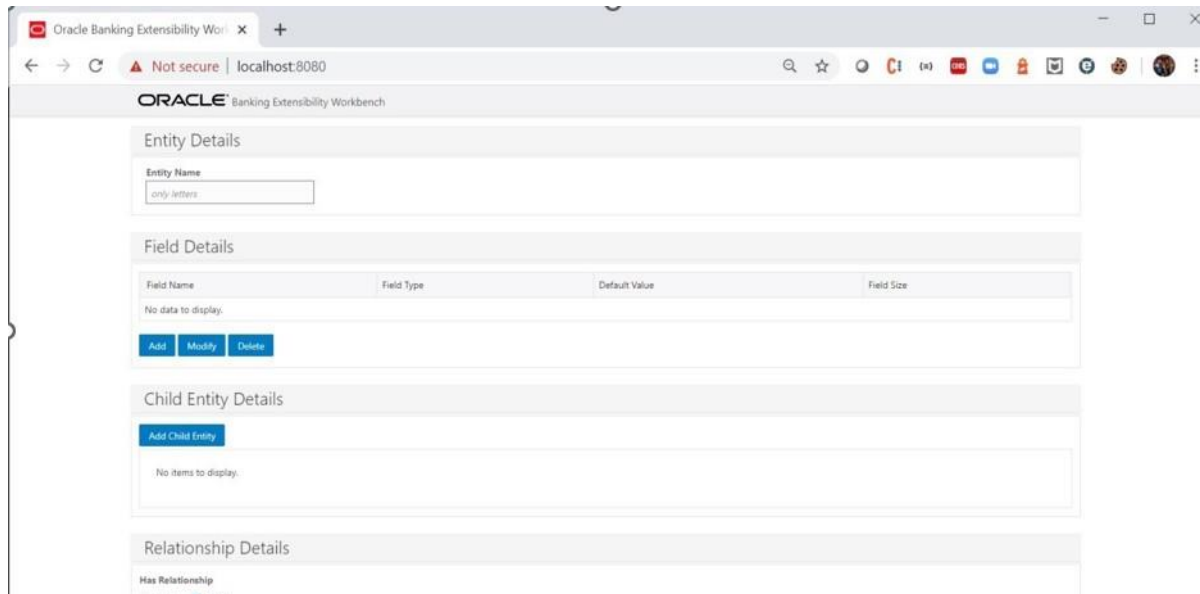 Oracle Banking Extensibility Wor
Not secure | localhost:8080
ORACLE Banking Extensibility Workbench
Entity Details
Entity Name
only letters
Field Details
Field Name Field Type Default Value Field Size
No data to display.
Add Modify Delete
Child Entity Details
Add Child Entity
No items to display.
Relationship Details
Has Relationship